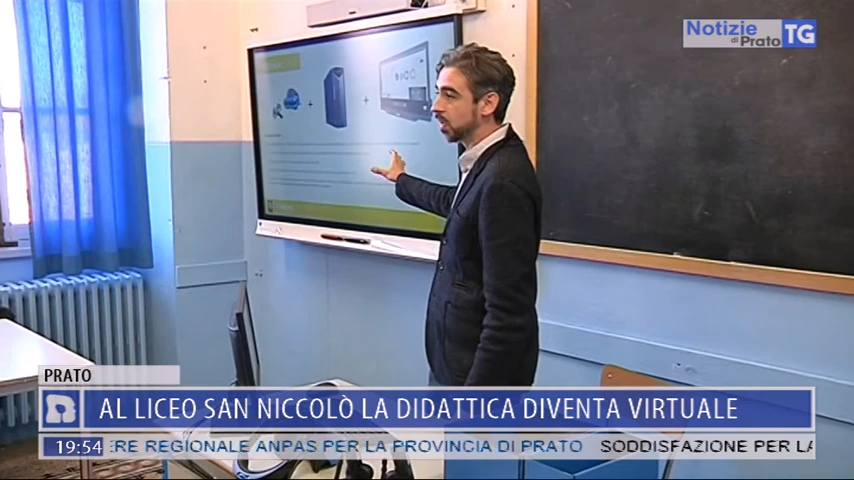 Notizie
di Prato TG
PRATO
AL LICEO SAN NICCOLÒ LA DIDATTICA DIVENTA VIRTUALE
19:54 ERE REGIONALE ANPAS PER LA PROVINCIA DI PRATO SODDISFAZIONE PER LA